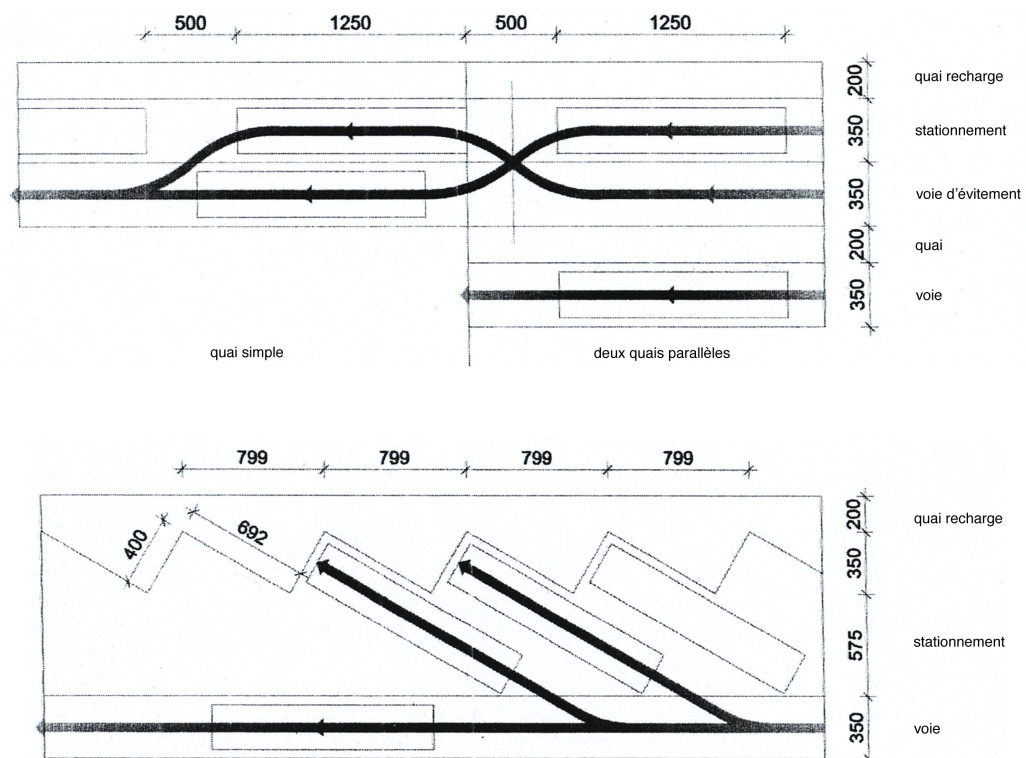 500 1250 500 1250
200 quai recharge
350 stationnement
350 voie d'évitement
200 quai
350 voie
quai simple deux quais parallèles
799 799 799 799
200 quai recharge
400 692
350
575 stationnement
350 voie